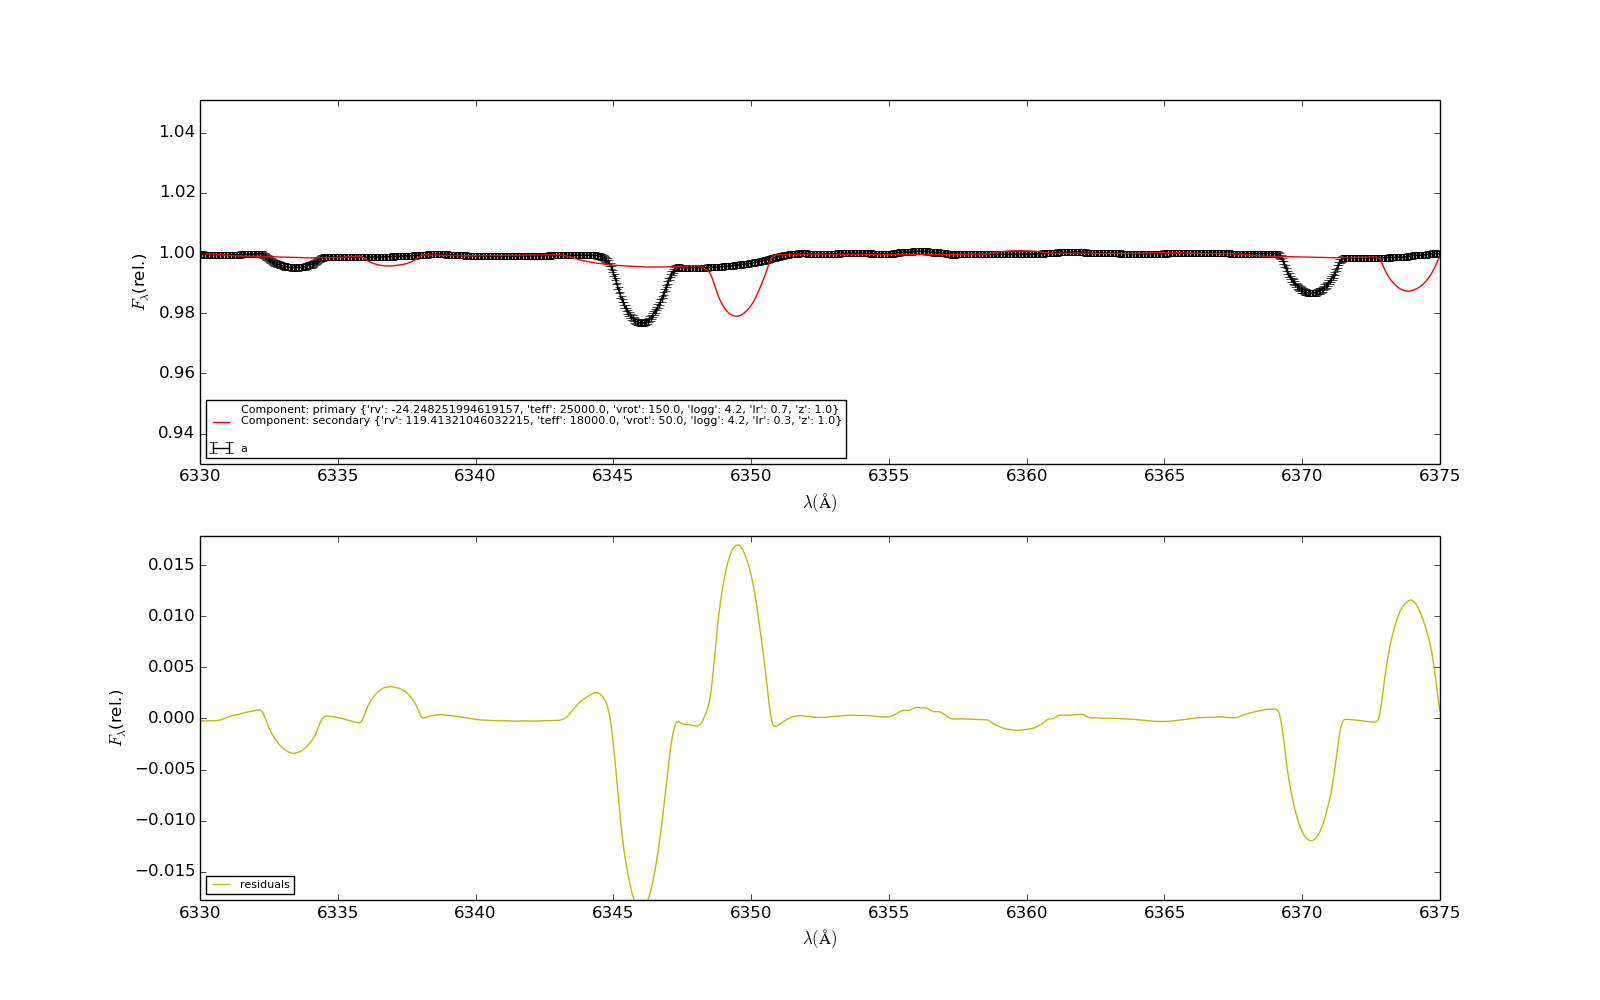 1.04
1.02
1.00
0.98
0.96
0.94
Fλ(rel.)
Component: primary {'rv': -24.248251994619157, 'teff': 25000.0, 'vrot': 150.0, 'logg': 4.2, 'lr': 0.7, 'z': 1.0}
Component: secondary {'rv': 119.41321046032215, 'teff': 18000.0, 'vrot': 50.0, 'logg': 4.2, 'lr': 0.3, 'z': 1.0}
a
6330 6335 6340 6345 6350 6355 6360 6365 6370 6375
λ(Å)
0.015
0.010
0.005
0.000
−0.005
−0.010
−0.015
Fλ(rel.)
residuals
6330 6335 6340 6345 6350 6355 6360 6365 6370 6375
λ(Å)